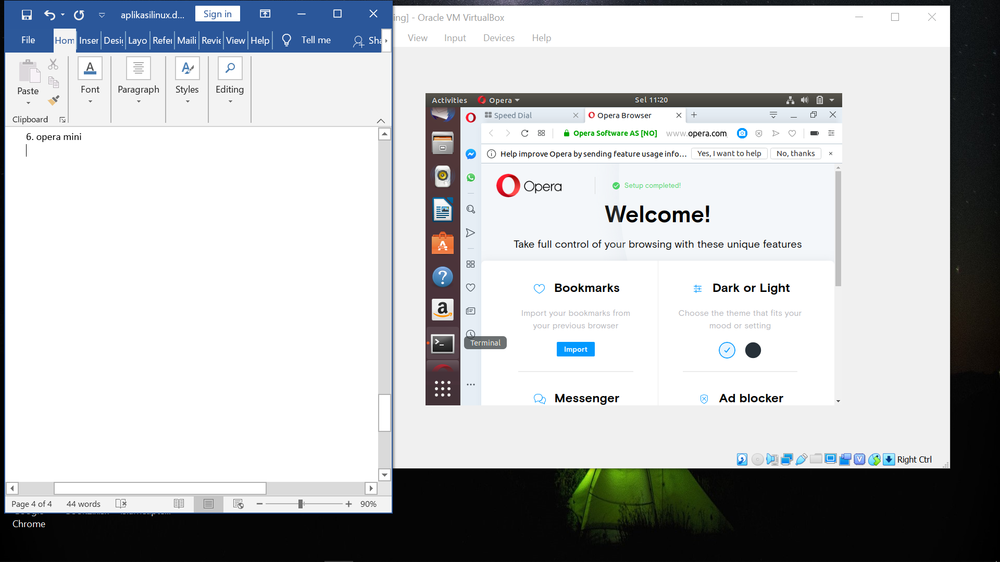 aplikasilinux.d...
Sign in
File
Hom
Inser
Layo
Refer
Maili
View
Help
Tell me
Sha
Paste
Font
Paragraph
Styles
Editing
Clipboard
6. opera mini
Page 4 of 4
44 words
90%
Chrome
ing] - Oracle VM VirtualBox
View
Input
Devices
Help
Activities
Opera
Sel 11:20
Speed Dial
Opera Browser
Opera Software AS [NO]
www.opera.com
Help improve Opera by sending feature usage info...
Yes, I want to help
No, thanks
Opera
Setup completed!
Welcome!
Take full control of your browsing with these unique features
Bookmarks
Import your bookmarks from
your previous browser
Import
Dark or Light
Choose the theme that fits your
mood or setting
Terminal
Messenger
Ad blocker
Right Ctrl